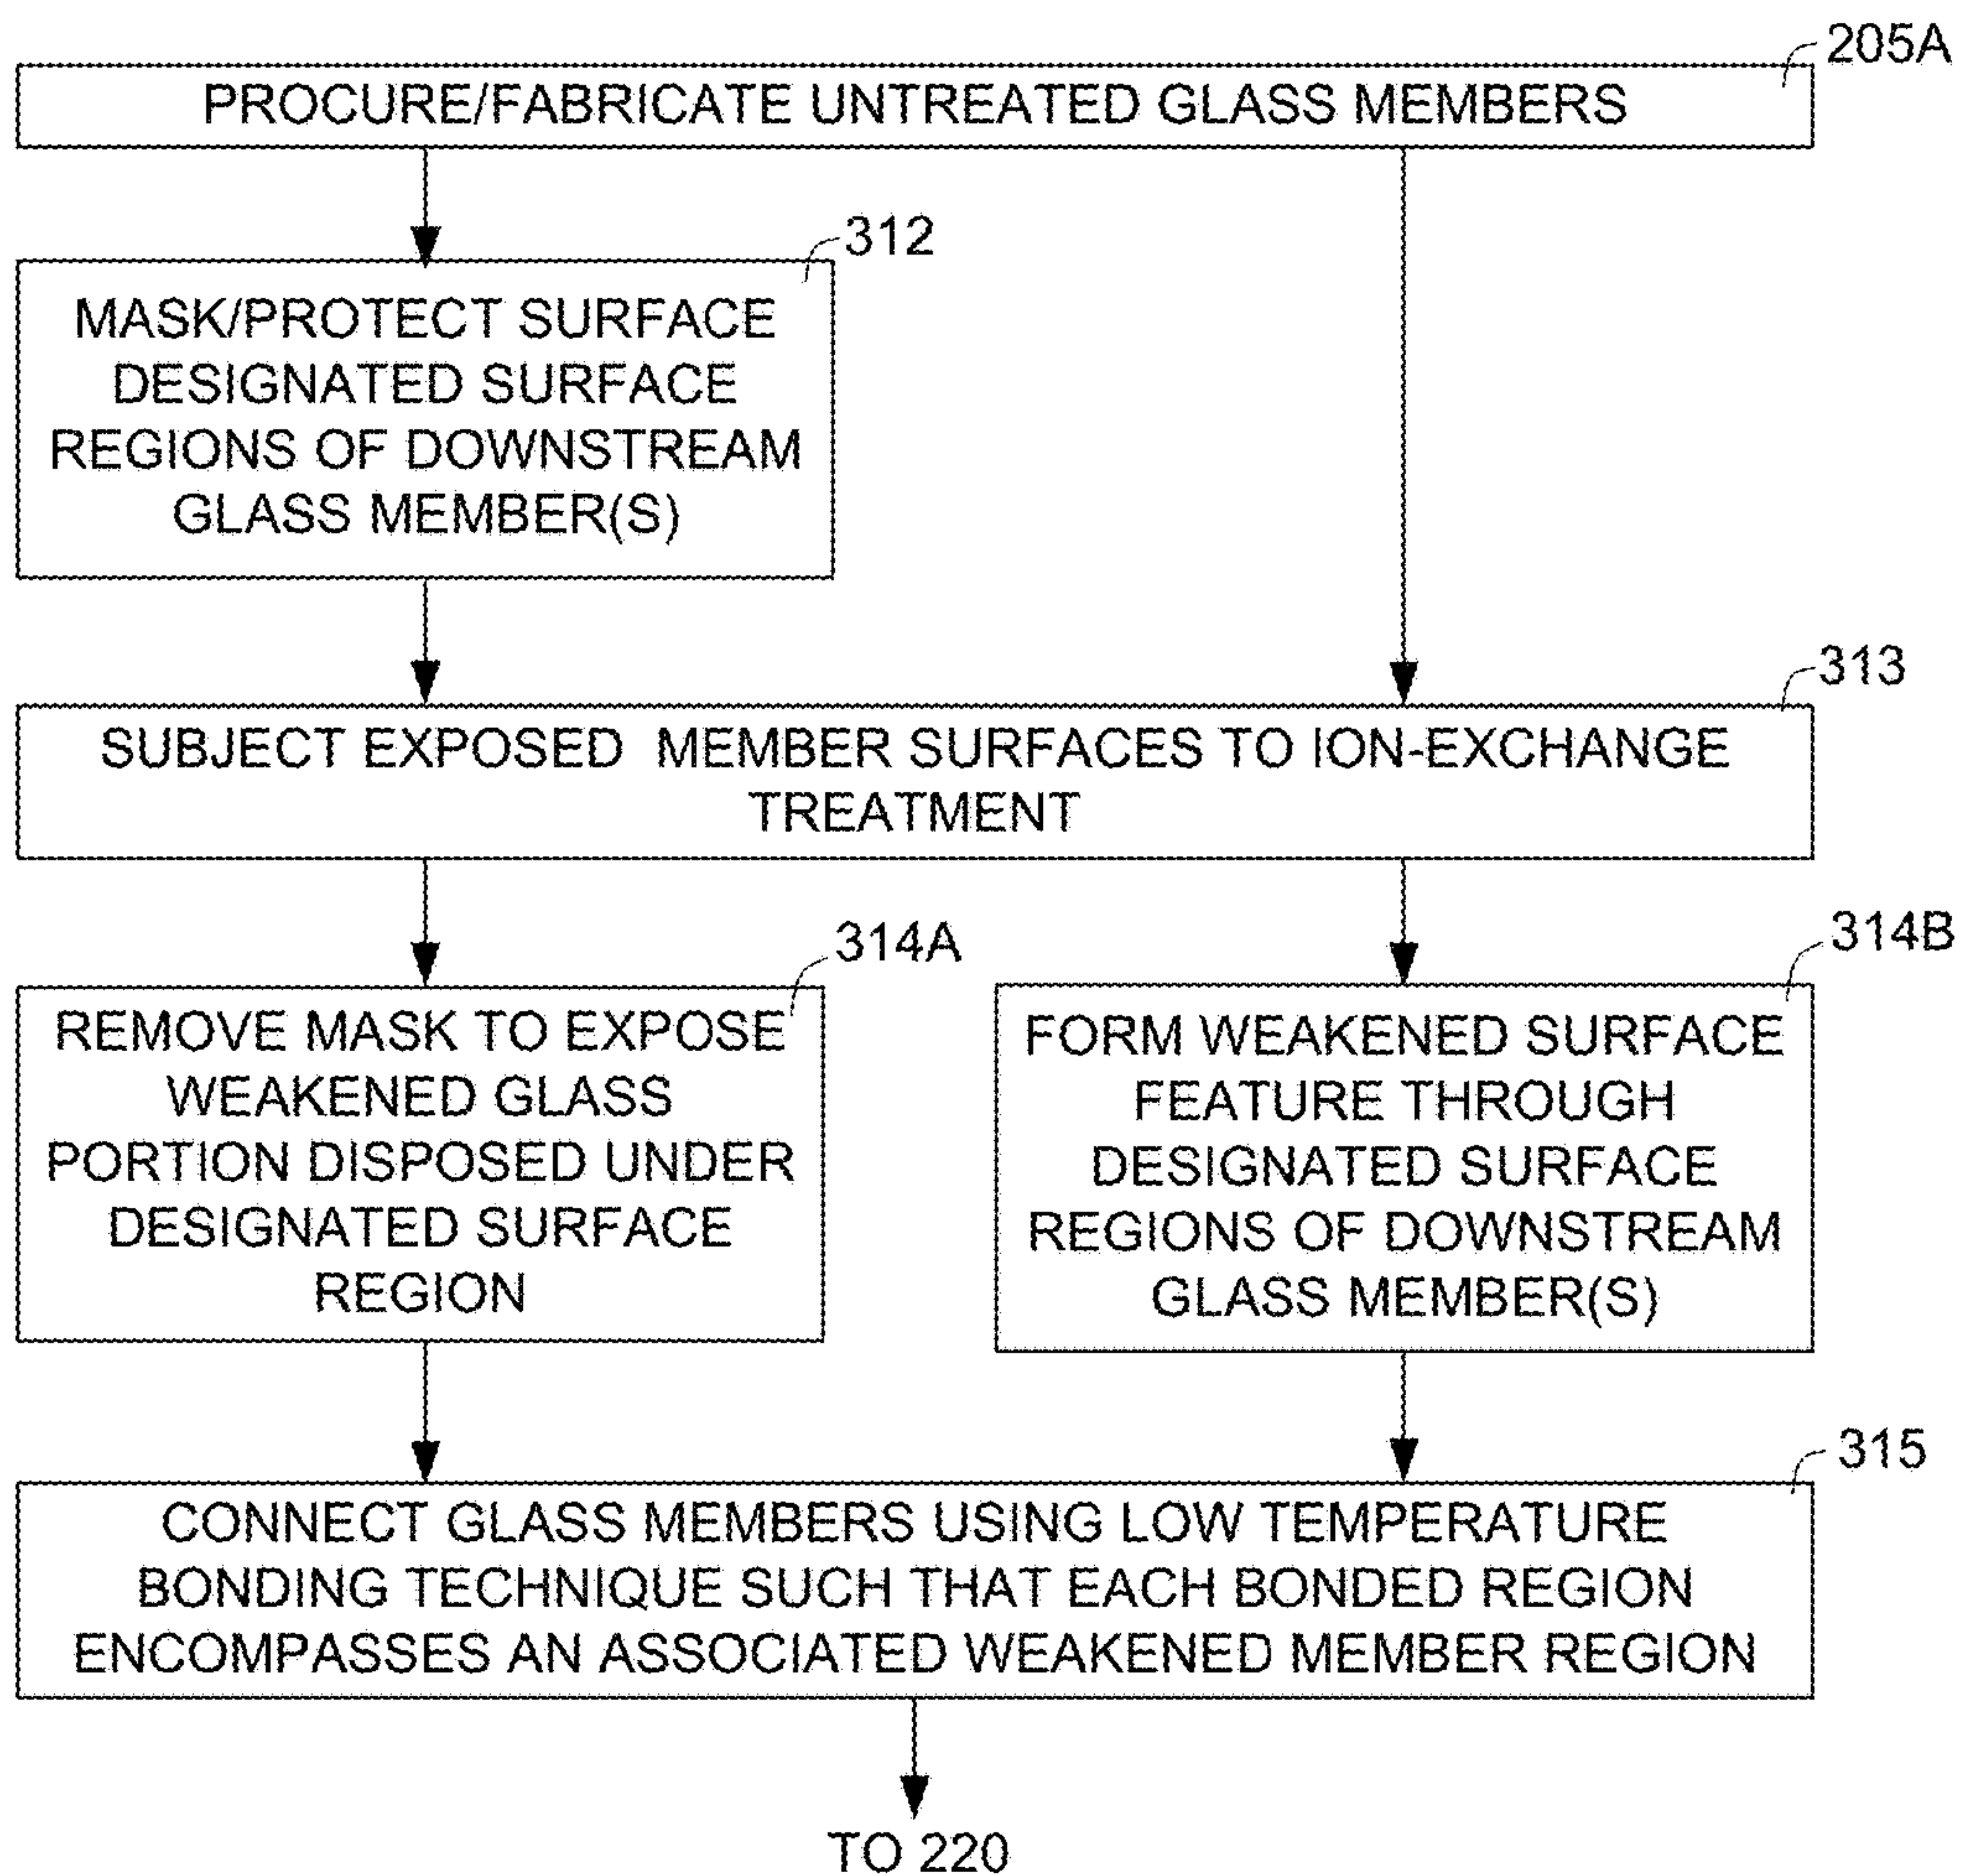 205A
PROCURE/FABRICATE UNTREATED GLASS MEMBERS
312
MASK/PROTECT SURFACE
DESIGNATED SURFACE
REGIONS OF DOWNSTREAM
GLASS MEMBER(S)
313
SUBJECT EXPOSED MEMBER SURFACES TO ION-EXCHANGE
TREATMENT
314A
REMOVE MASK TO EXPOSE
WEAKENED GLASS
PORTION DISPOSED UNDER
DESIGNATED SURFACE
REGION
314B
FORM WEAKENED SURFACE
FEATURE THROUGH
DESIGNATED SURFACE
REGIONS OF DOWNSTREAM
GLASS MEMBER(S)
315
CONNECT GLASS MEMBERS USING LOW TEMPERATURE
BONDING TECHNIQUE SUCH THAT EACH BONDED REGION
ENCOMPASSES AN ASSOCIATED WEAKENED MEMBER REGION
TO 220